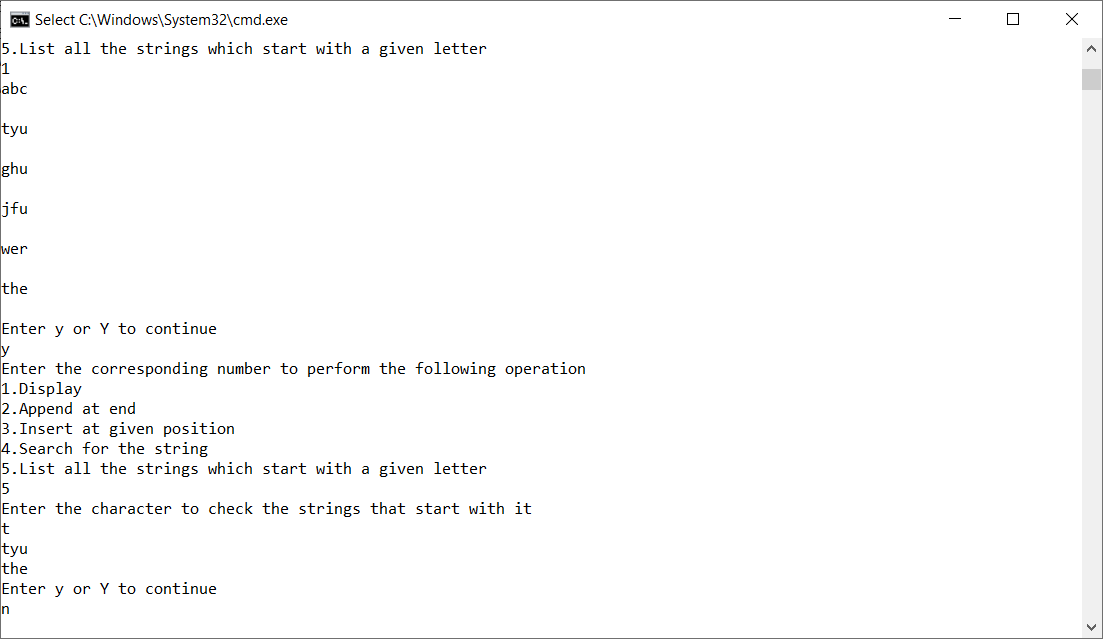 Select C:\Windows\System32\cmd.exe
5.List all the strings which start with a given letter
1
abc
tyu
ghu
jfu
wer
the
Enter y or Y to continue
y
Enter the corresponding number to perform the following operation
1.Display
2.Append at end
3.Insert at given position
4.Search for the string
5.List all the strings which start with a given letter
5
Enter the character to check the strings that start with it
t
tyu
the
Enter y or Y to continue
n